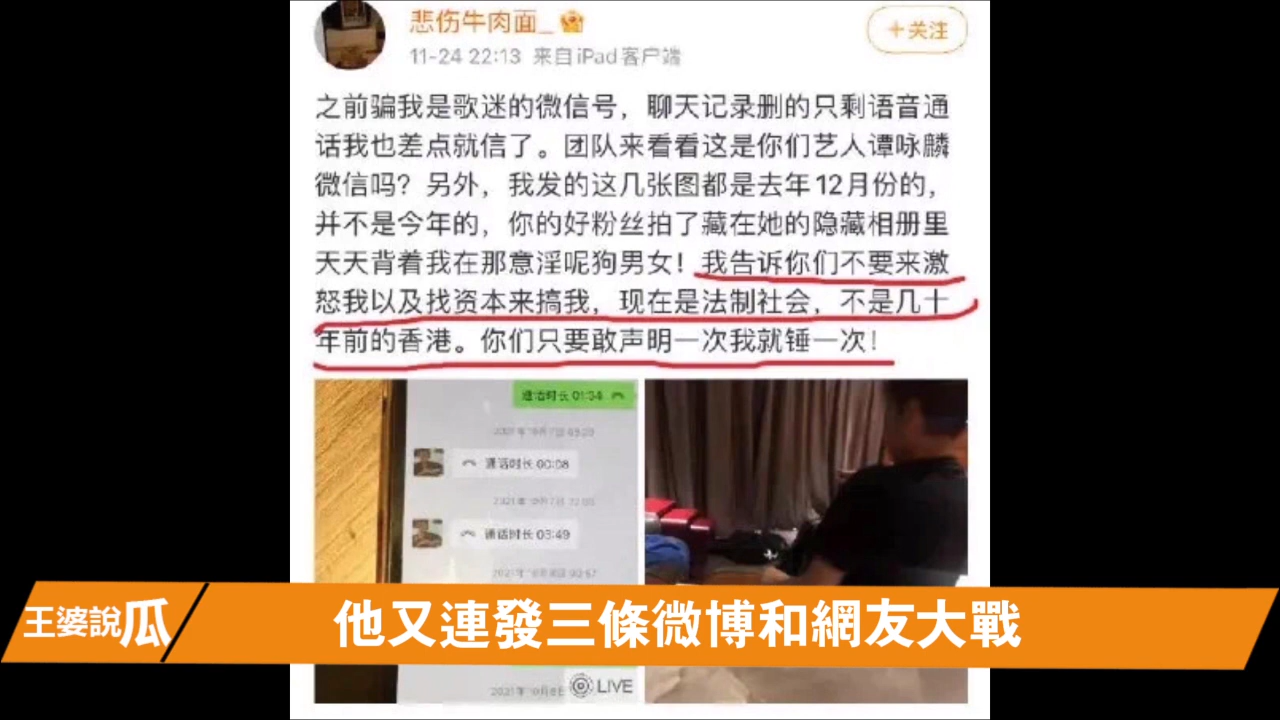 悲伤牛肉面_
+关注
11-24 22:13 来自iPad客户端
之前骗我是歌迷的微信号，聊天记录删的只剩语音通
话我也差点就信了。团队来看看这是你们艺人谭咏麟
微信吗？另外，我发的这几张图都是去年12月份的，
并不是今年的，你的好粉丝拍了藏在她的隐藏相册里
天天背着我在那意淫呢狗男女！我告诉你们不要来激
怒我以及找资本来搞我，现在是法制社会，不是几十
年前的香港。你们只要敢声明一次我就锤一次！
通话时长 01:34
通话时长 00:08
通话时长 03:49
LIVE
王婆說瓜
他又連發三條微博和網友大戰